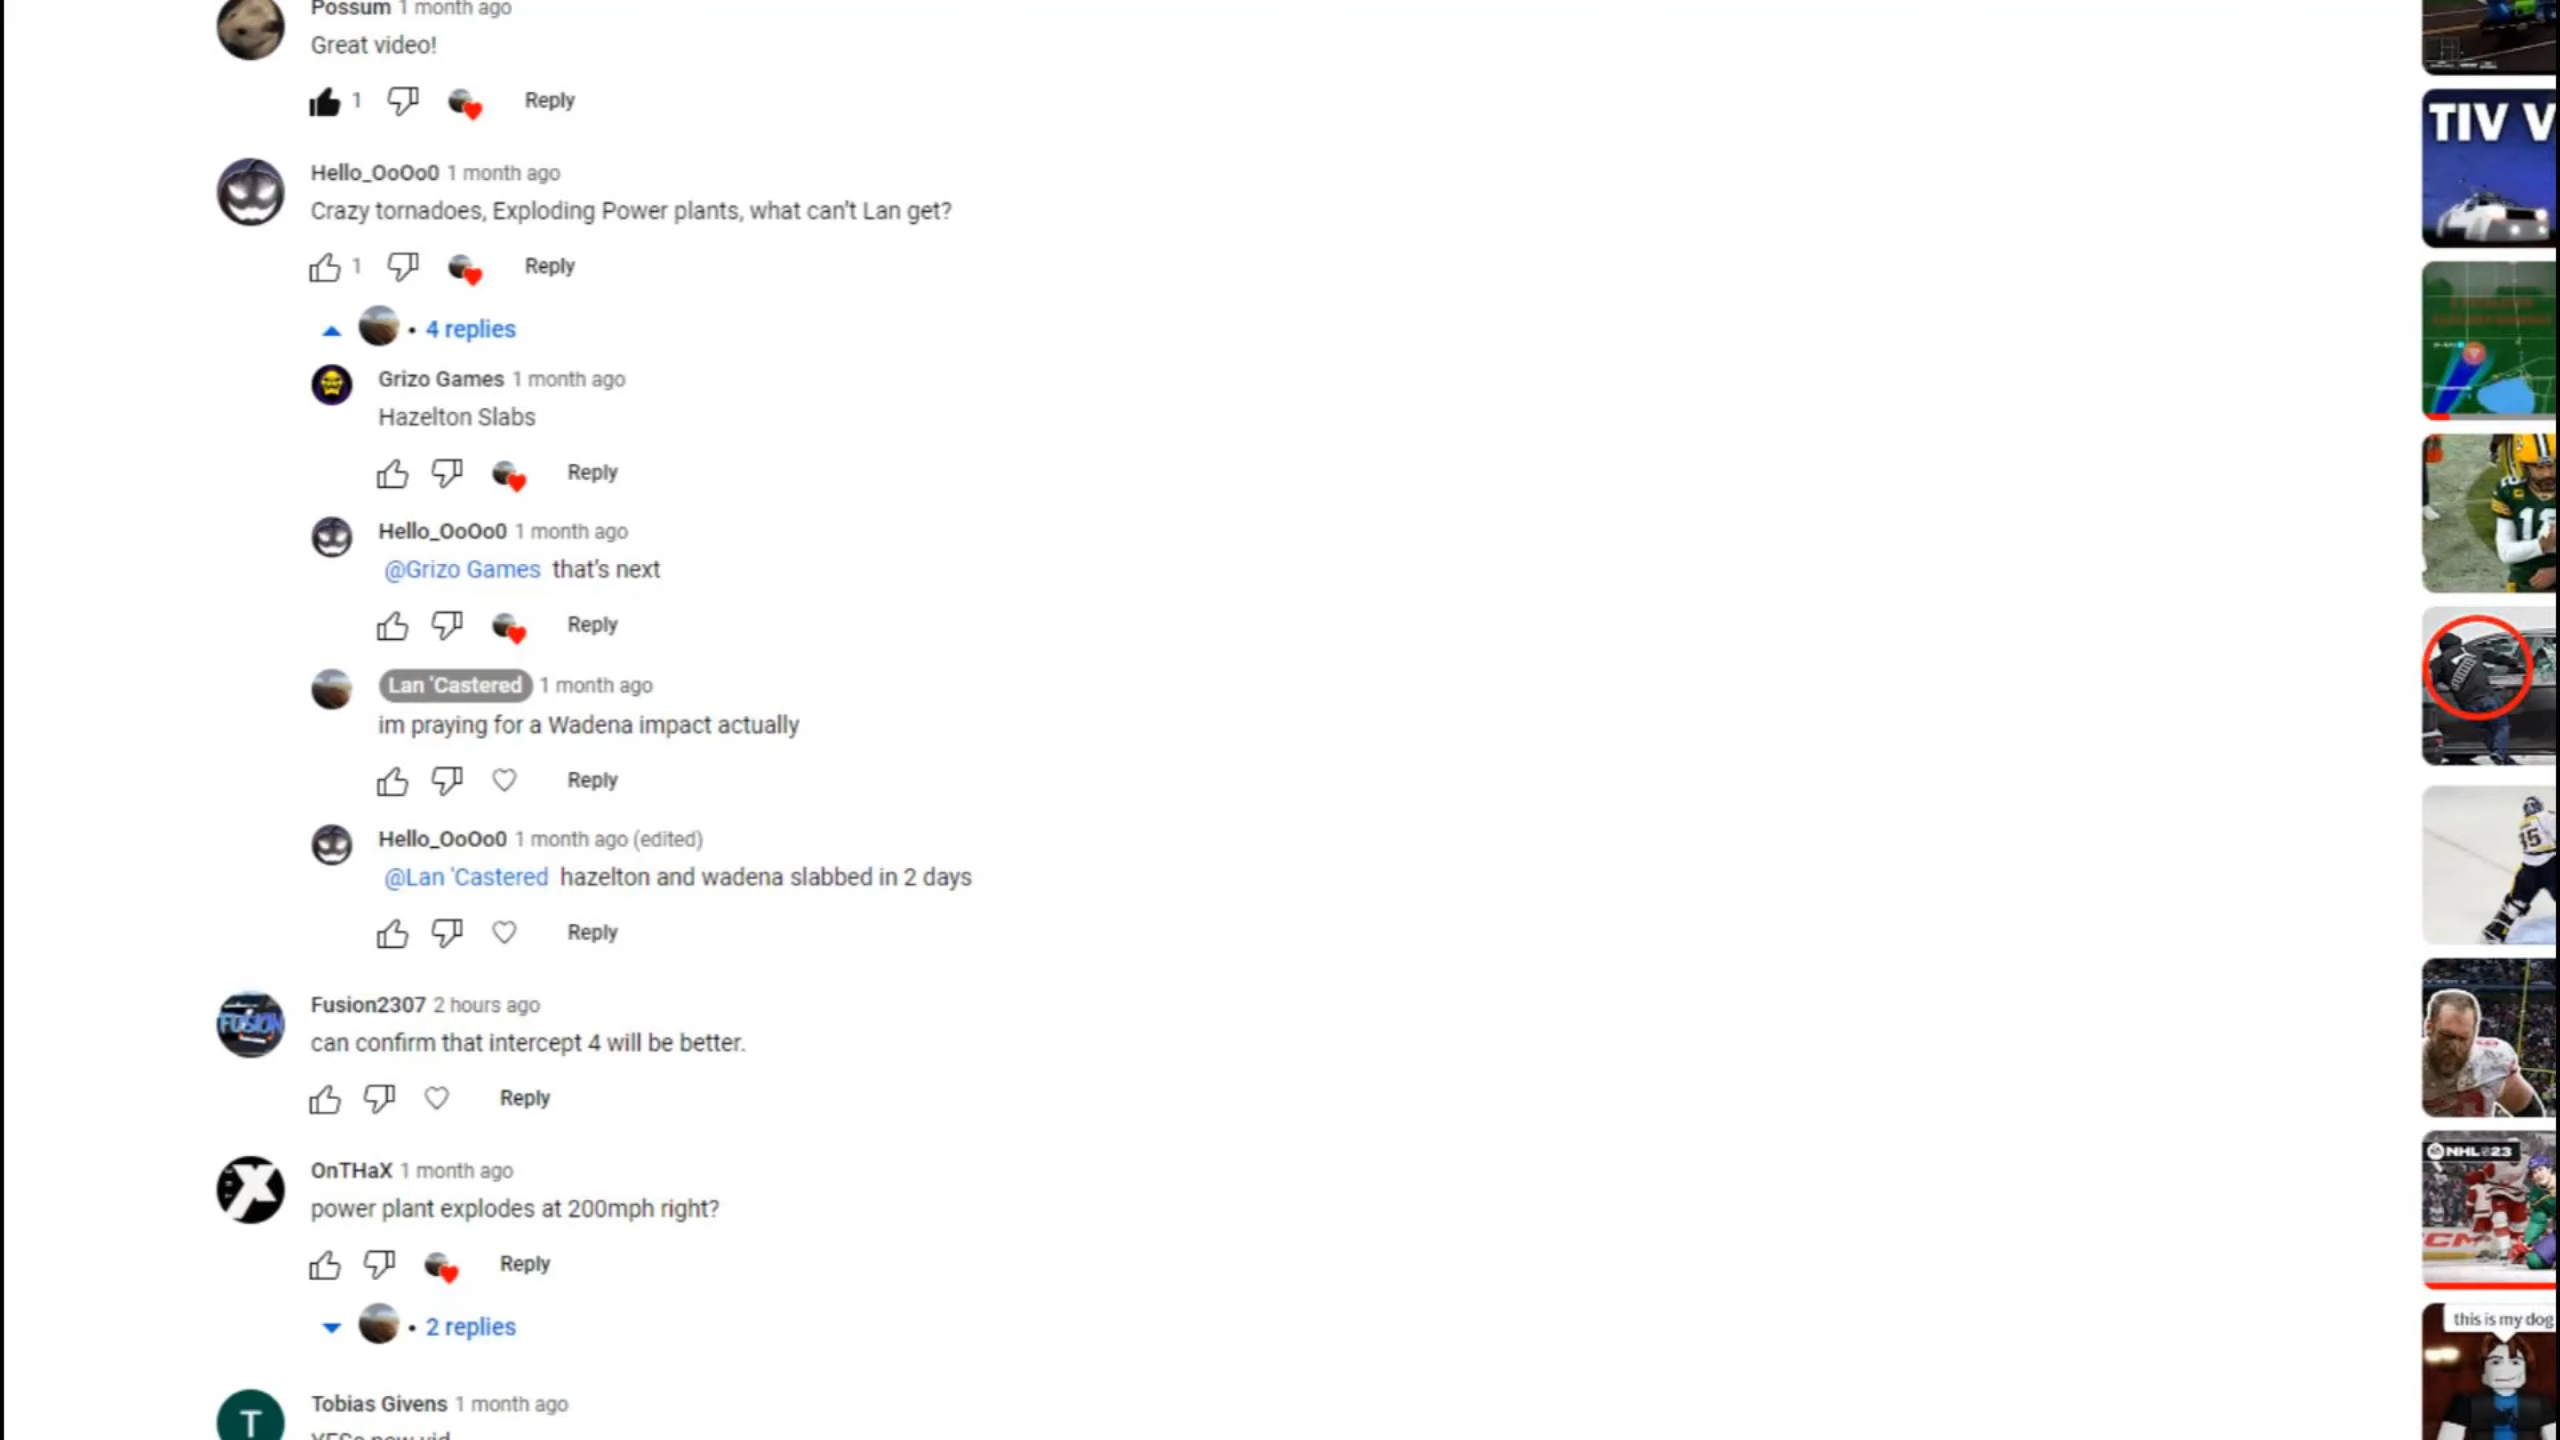 Possum 1 month ago
Great video!
1
Reply
Hello_OoOo0 1 month ago
Crazy tornadoes, Exploding Power plants, what can't Lan get?
1
Reply
• 4 replies
Grizo Games 1 month ago
Hazelton Slabs
Reply
Hello_OoOo0 1 month ago
@Grizo Games that's next
Reply
Lan 'Castered 1 month ago
im praying for a Wadena impact actually
Reply
Hello_OoOo0 1 month ago (edited)
@Lan 'Castered hazelton and wadena slabbed in 2 days
Reply
Fusion2307 2 hours ago
can confirm that intercept 4 will be better.
Reply
OnTHaX 1 month ago
power plant explodes at 200mph right?
Reply
• 2 replies
Tobias Givens 1 month ago
T
TIV V
FUSION
12
NHL 23
this is my dog